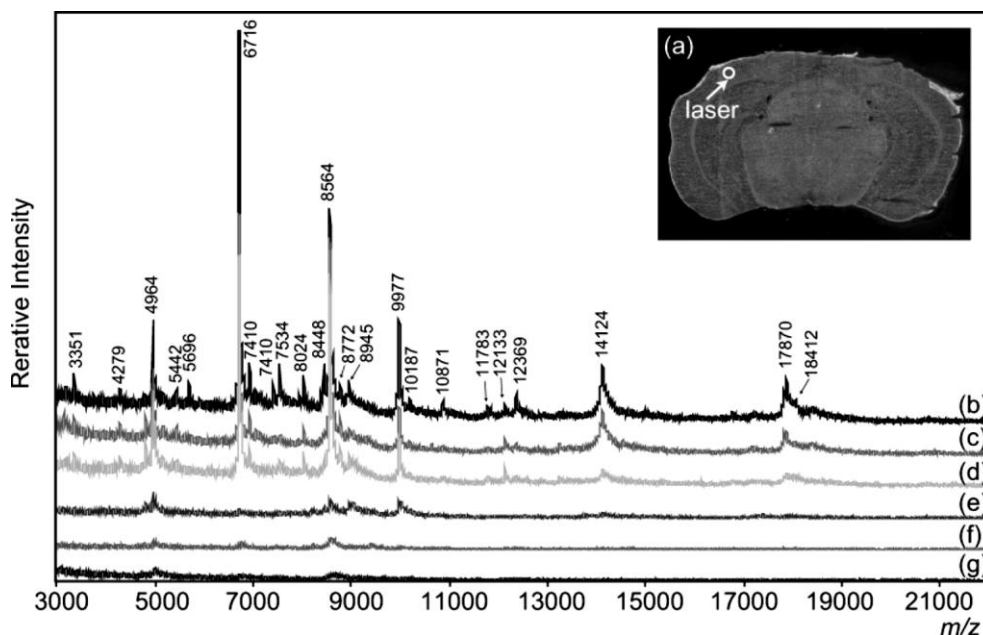 (a)
laser
Rerative Intensity
3351
4279
4964
5442
5696
6716
7410
7410
7534
8024
8448
8564
8772
8945
9977
10187
10871
11783
12133
12369
14124
17870
18412
(b)
(c)
(d)
(e)
(f)
(g)
3000 5000 7000 9000 11000 13000 15000 17000 19000 21000
m/z